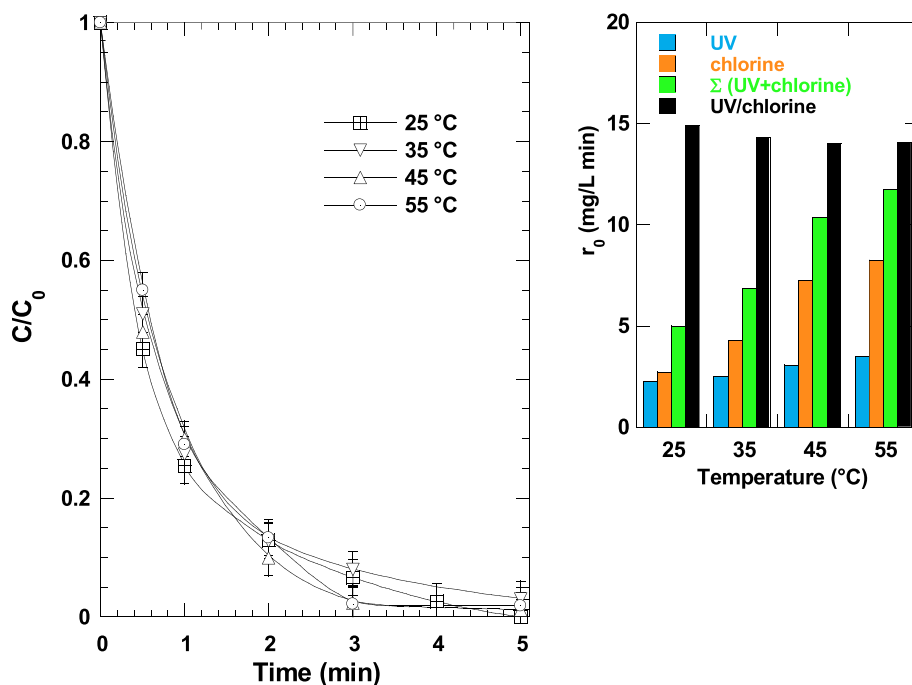 1
0.8
0.6
0.4
0.2
0
C/C0
0 1 2 3 4 5
Time (min)
25 °C
35 °C
45 °C
55 °C
20
15
10
5
0
r0 (mg/L min)
UV
chlorine
Σ (UV+chlorine)
UV/chlorine
25 35 45 55
Temperature (°C)